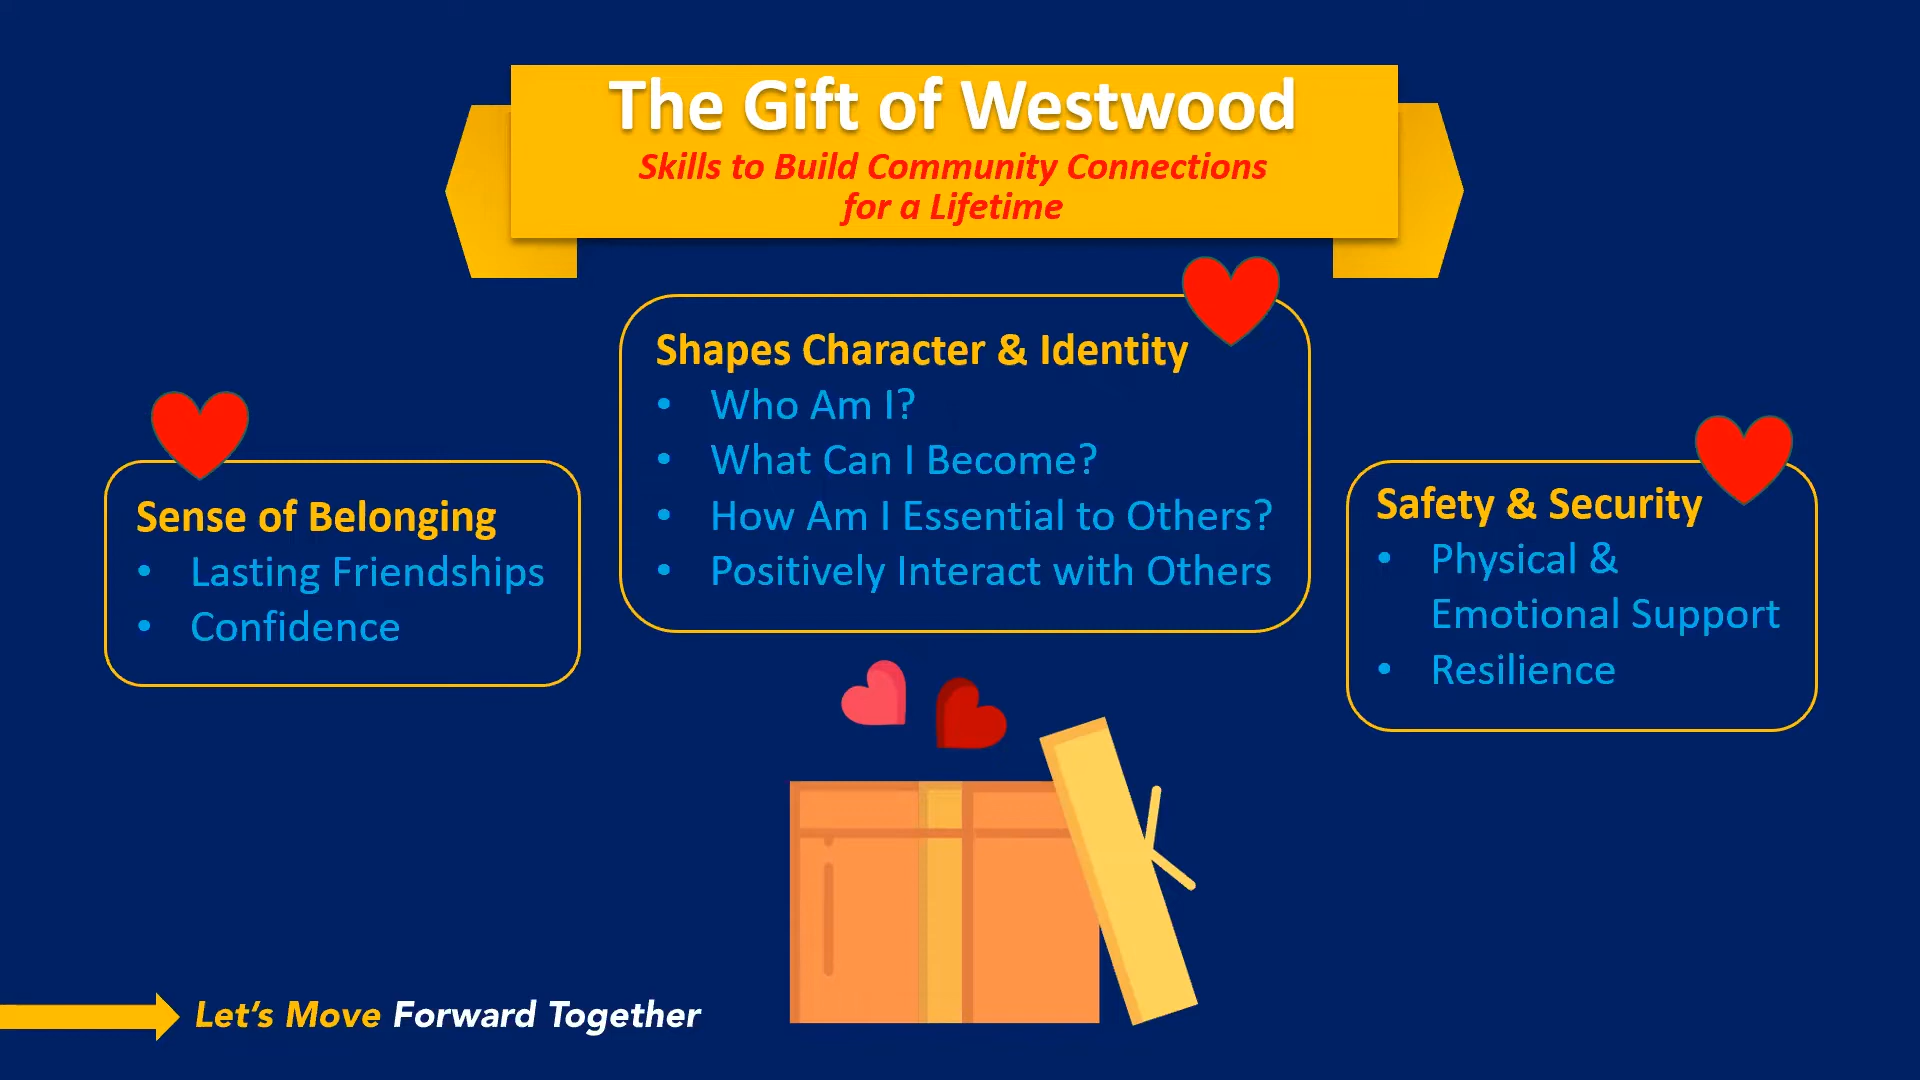 The Gift of Westwood
Skills to Build Community Connections
for a Lifetime
Sense of Belonging
• Lasting Friendships
• Confidence
Shapes Character & Identity
• Who Am I?
• What Can I Become?
• How Am I Essential to Others?
• Positively Interact with Others
Safety & Security
• Physical &
Emotional Support
• Resilience
Let's Move Forward Together